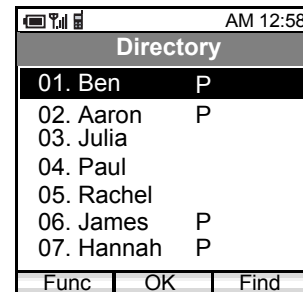 AM 12:58
Directory
01. Ben P
02. Aaron P
03. Julia
04. Paul
05. Rachel
06. James P
07. Hannah P
Func OK Find